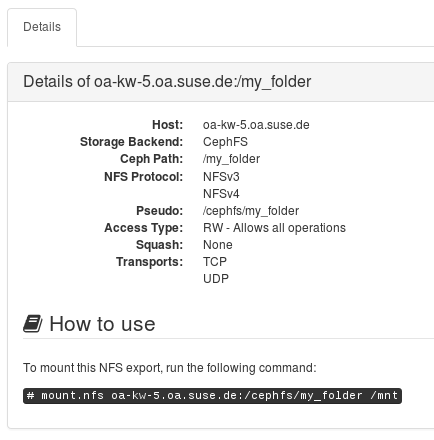 Details
Details of oa-kw-5.oa.suse.de:/my_folder
Host: oa-kw-5.oa.suse.de
Storage Backend: CephFS
Ceph Path: /my_folder
NFS Protocol: NFSv3
NFSv4
Pseudo: /cephfs/my_folder
Access Type: RW - Allows all operations
Squash: None
Transports: TCP
UDP
How to use
To mount this NFS export, run the following command:
# mount.nfs oa-kw-5.oa.suse.de:/cephfs/my_folder /mnt